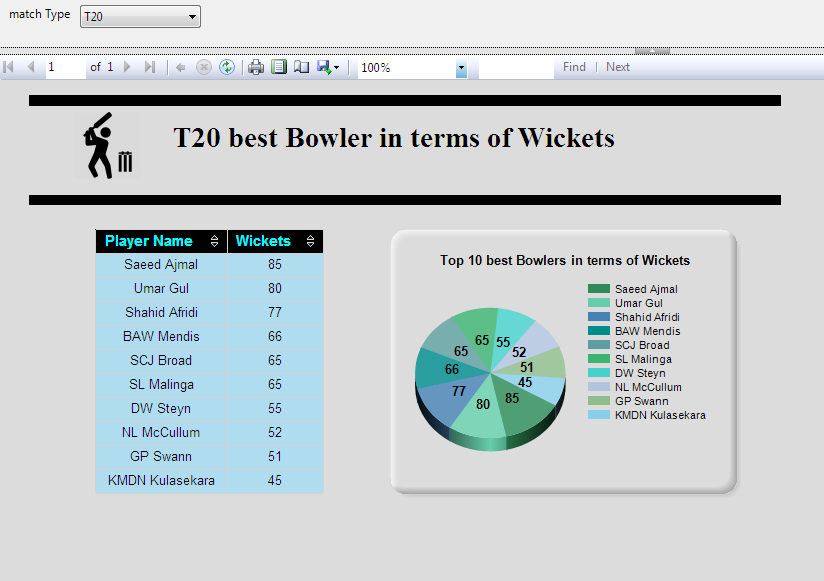 match Type T20
1 of 1 100% Find | Next
T20 best Bowler in terms of Wickets
Player Name Wickets
Saeed Ajmal 85
Umar Gul 80
Shahid Afridi 77
BAW Mendis 66
SCJ Broad 65
SL Malinga 65
DW Steyn 55
NL McCullum 52
GP Swann 51
KMDN Kulasekara 45
Top 10 best Bowlers in terms of Wickets
Saeed Ajmal
Umar Gul
Shahid Afridi
BAW Mendis
SCJ Broad
SL Malinga
DW Steyn
NL McCullum
GP Swann
KMDN Kulasekara
65 55
65 52
66 51
77 45
80 85